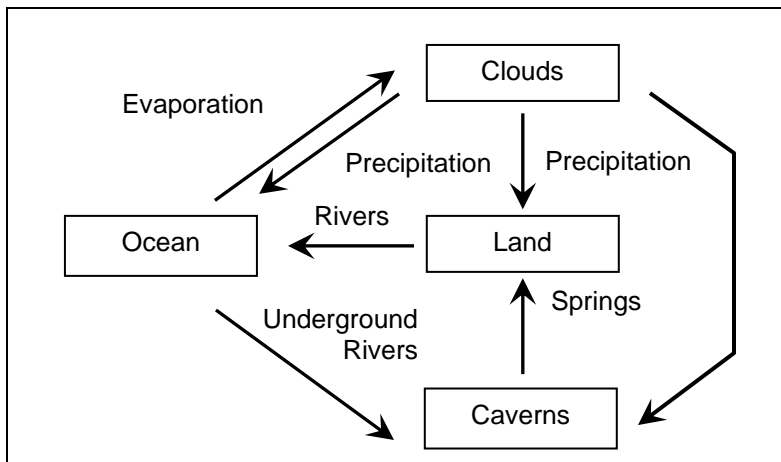 Clouds
Evaporation
Precipitation
Precipitation
Rivers
Ocean
Land
Springs
Underground
Rivers
Caverns